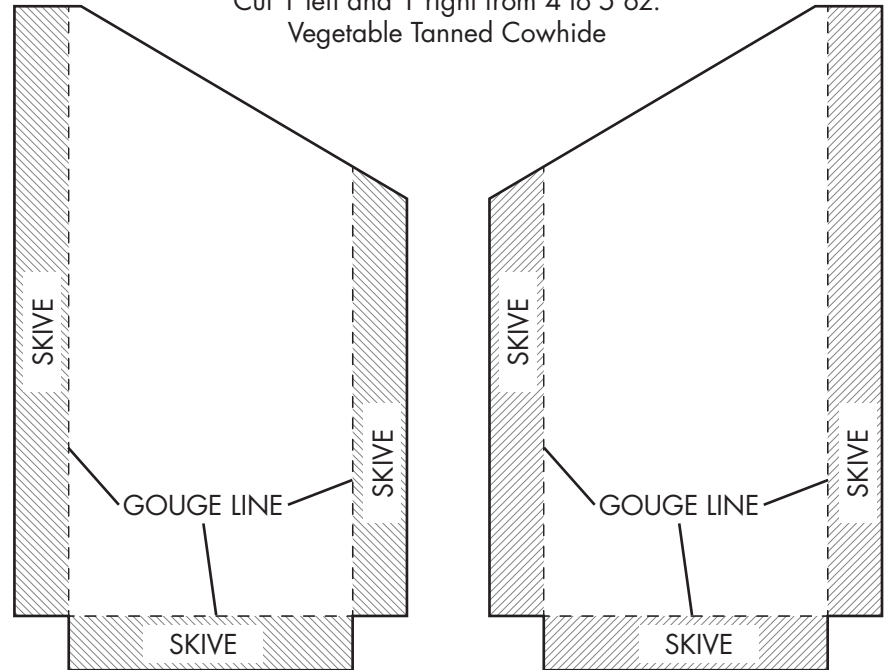 Cut 1 left and 1 right from 4 to 5 oz.
Vegetable Tanned Cowhide
SKIVE
SKIVE
GOUGE LINE
SKIVE
SKIVE
SKIVE
GOUGE LINE
SKIVE